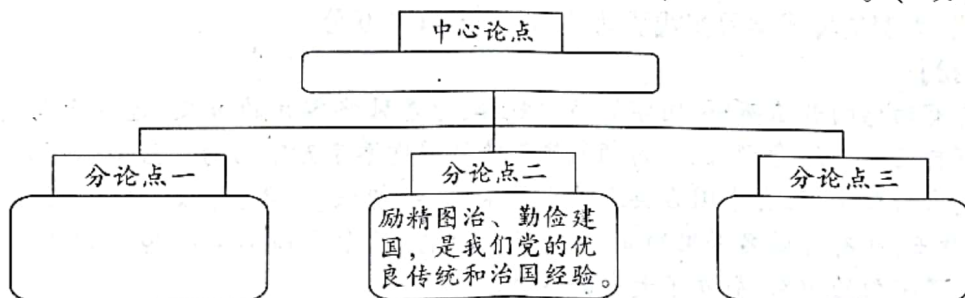 中心论点
分论点一
分论点二
分论点三
励精图治、勤俭建
国，是我们党的优
良传统和治国经验。